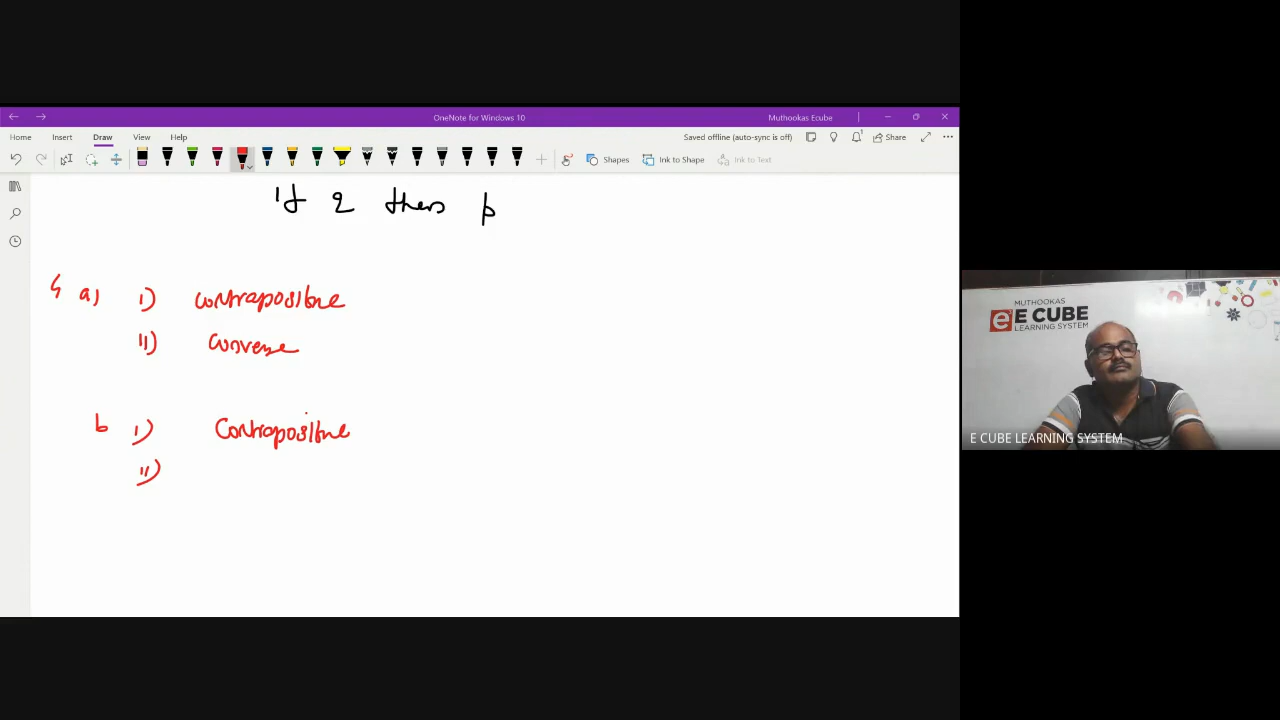 OneNote for Windows 10
Muthookas Ecube
Home Insert Draw View Help
Saved offline (auto-sync is off)
Share
Shapes
Ink to Shape
Ink to Text
If q then p
4 a) i) contrapositive
ii) converse
b i) Contrapositive
ii)
MUTHOOKAS
e E CUBE
LEARNING SYSTEM
E CUBE LEARNING SYSTEM